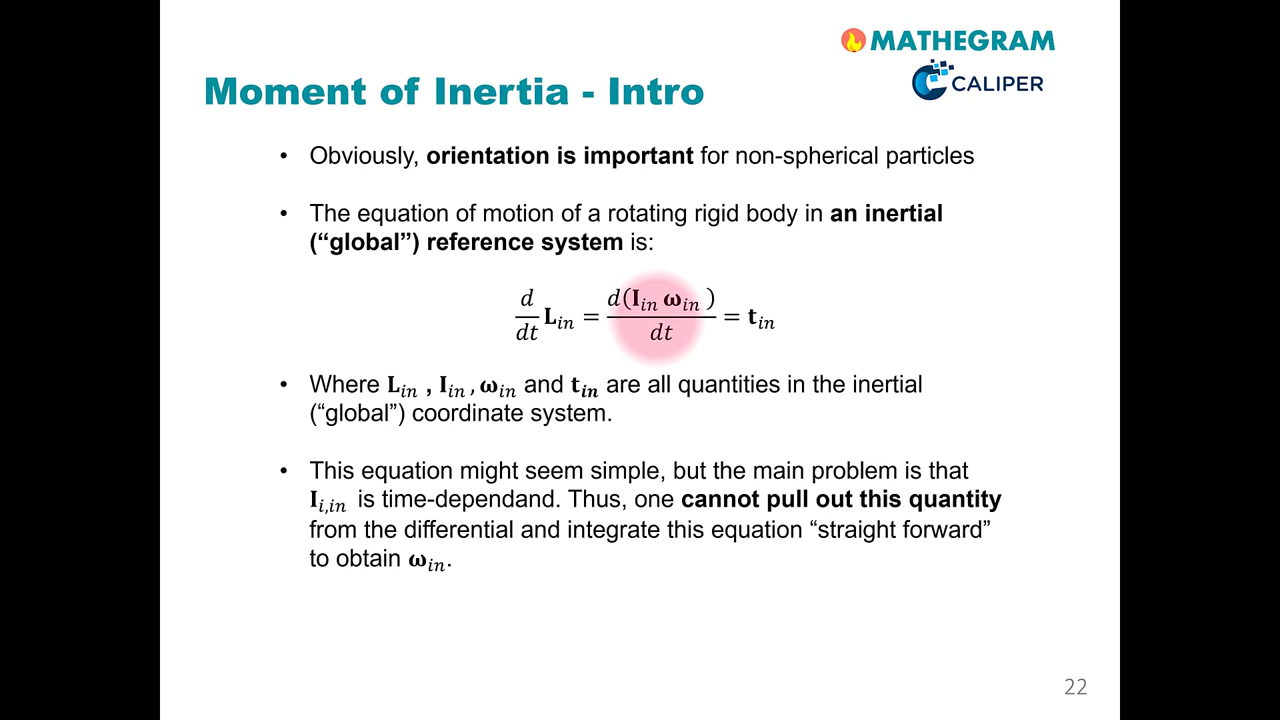 MATHEGRAM
CALIPER
Moment of Inertia - Intro
• Obviously, orientation is important for non-spherical particles
• The equation of motion of a rotating rigid body in an inertial
(“global”) reference system is:
d/dt L_in = d(I_in ω_in)/dt = t_in
• Where L_in , I_in , ω_in and t_in are all quantities in the inertial
(“global”) coordinate system.
• This equation might seem simple, but the main problem is that
I_i,in is time-dependand. Thus, one cannot pull out this quantity
from the differential and integrate this equation “straight forward”
to obtain ω_in.
22